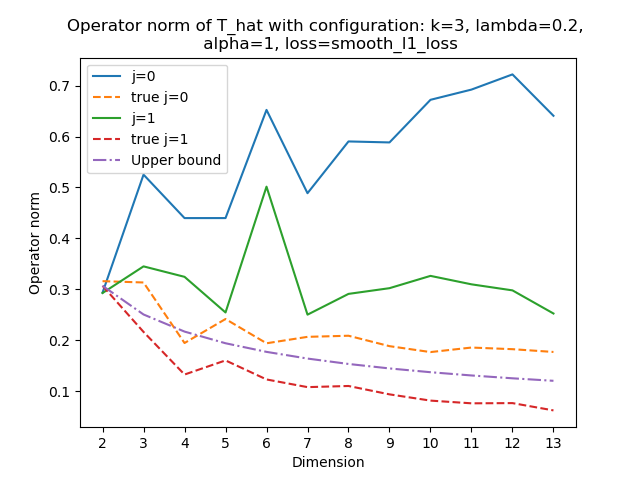 Operator norm of T_hat with configuration: k=3, lambda=0.2,
alpha=1, loss=smooth_l1_loss
j=0
true j=0
j=1
true j=1
Upper bound
Operator norm
0.7
0.6
0.5
0.4
0.3
0.2
0.1
2 3 4 5 6 7 8 9 10 11 12 13
Dimension